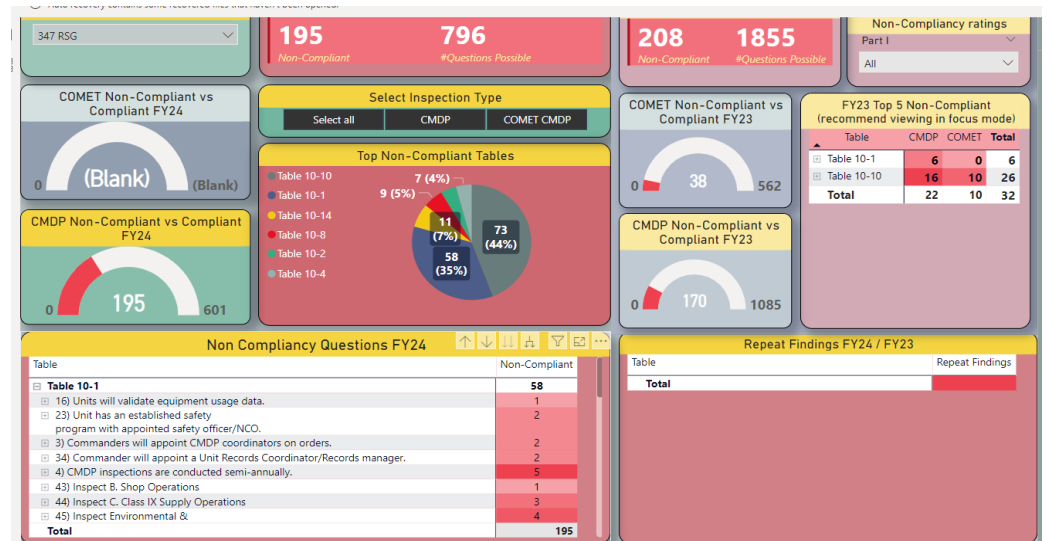 Auto recovery contains some recovered files that haven't been opened.
347 RSG
195
796
Non-Compliant
#Questions Possible
208
1855
Non-Compliant
#Questions Possible
Non-Compliancy ratings
Part I
All
COMET Non-Compliant vs
Compliant FY24
0
(Blank)
(Blank)
CMDP Non-Compliant vs Compliant
FY24
0
195
601
Select Inspection Type
Select all
CMDP
COMET CMDP
Top Non-Compliant Tables
Table 10-10
Table 10-1
Table 10-14
Table 10-8
Table 10-2
Table 10-4
7 (4%)
9 (5%)
11
(7%)
73
(44%)
58
(35%)
COMET Non-Compliant vs
Compliant FY23
0
38
562
CMDP Non-Compliant vs
Compliant FY23
0
170
1085
FY23 Top 5 Non-Compliant
(recommend viewing in focus mode)
Table CMDP COMET Total
Table 10-1 6 0 6
Table 10-10 16 10 26
Total 22 10 32
Non Compliancy Questions FY24
Table Non-Compliant
Table 10-1 58
16) Units will validate equipment usage data. 1
23) Unit has an established safety 2
program with appointed safety officer/NCO.
3) Commanders will appoint CMDP coordinators on orders. 2
34) Commander will appoint a Unit Records Coordinator/Records manager. 2
4) CMDP inspections are conducted semi-annually. 5
43) Inspect B. Shop Operations 1
44) Inspect C. Class IX Supply Operations 3
45) Inspect Environmental & 4
Total 195
Repeat Findings FY24 / FY23
Table Repeat Findings
Total